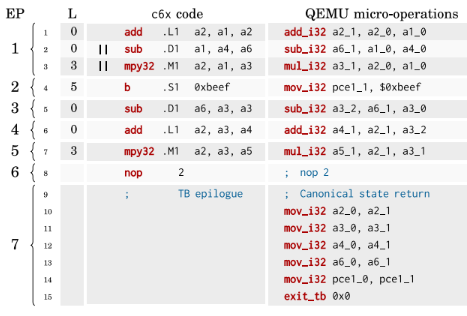 EP L c6x code QEMU micro-operations
1 1 0 add .L1 a2, a1, a2 add_i32 a2_1, a2_0, a1_0
2 0 || sub .D1 a1, a4, a6 sub_i32 a6_1, a1_0, a4_0
3 3 || mpy32 .M1 a2, a1, a3 mul_i32 a3_1, a2_0, a1_0
2 4 5 b .S1 0xbeef mov_i32 pce1_1, $0xbeef
3 5 0 sub .D1 a6, a3, a3 sub_i32 a3_2, a6_1, a3_0
4 6 0 add .L1 a2, a3, a4 add_i32 a4_1, a2_1, a3_2
5 7 3 mpy32 .M1 a2, a3, a5 mul_i32 a5_1, a2_1, a3_1
6 8 nop 2 ; nop 2
7 9 ; TB epilogue ; Canonical state return
10 mov_i32 a2_0, a2_1
11 mov_i32 a3_0, a3_1
12 mov_i32 a4_0, a4_1
13 mov_i32 a6_0, a6_1
14 mov_i32 pce1_0, pce1_1
15 exit_tb 0x0